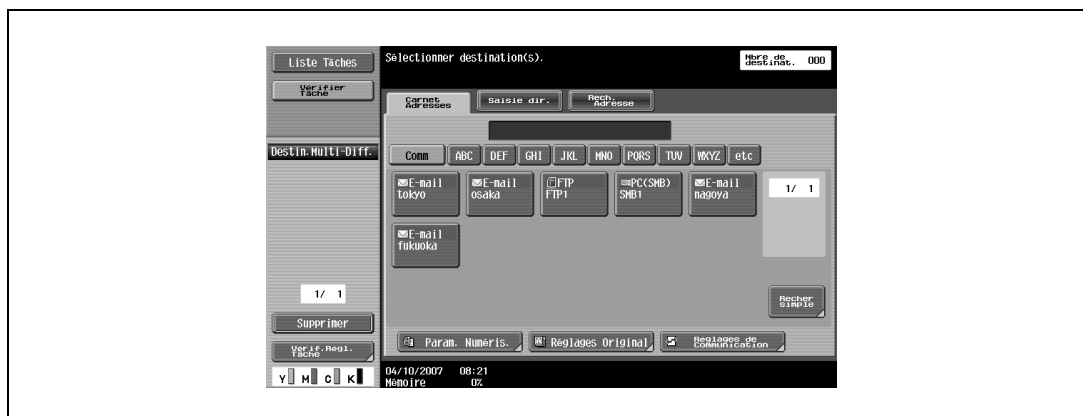 Liste Tâches
Vérifier
Tâche
Destin.Multi-Diff.
1/ 1
Supprimer
Vérif.Régl.
Tâche
Y M C K
Sélectionner destination(s).
Nbre de
destinat. 000
Carnet
Adresses
Saisie dir.
Rech.
Adresse
Comm ABC DEF GHI JKL MNO PQRS TUV WXYZ etc
E-mail
tokyo
E-mail
osaka
FTP
FTP1
PC(SMB)
SMB1
E-mail
nagoya
1/ 1
E-mail
fukuoka
Recher
simple
Param. Numéris.
Réglages Original
Réglages de
Communication
04/10/2007 08:21
Mémoire 0%